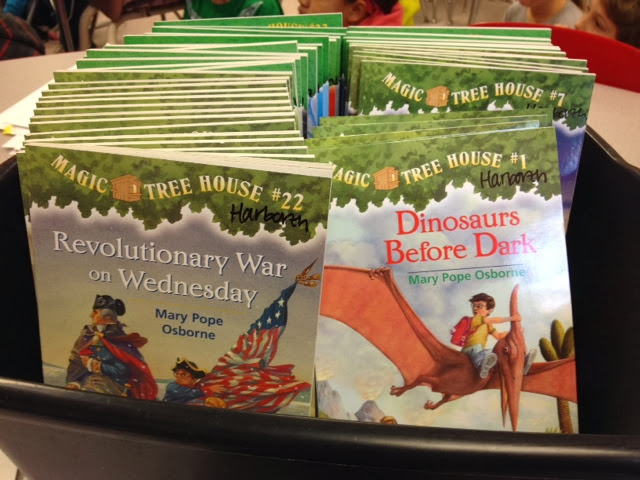 MAGIC TREE HOUSE #22
Harborth
Revolutionary War
on Wednesday
Mary Pope
Osborne
MAGIC TREE HOUSE #1
Harborth
Dinosaurs
Before Dark
Mary Pope Osborne
MAGIC TREE HOUSE #7
Harborth